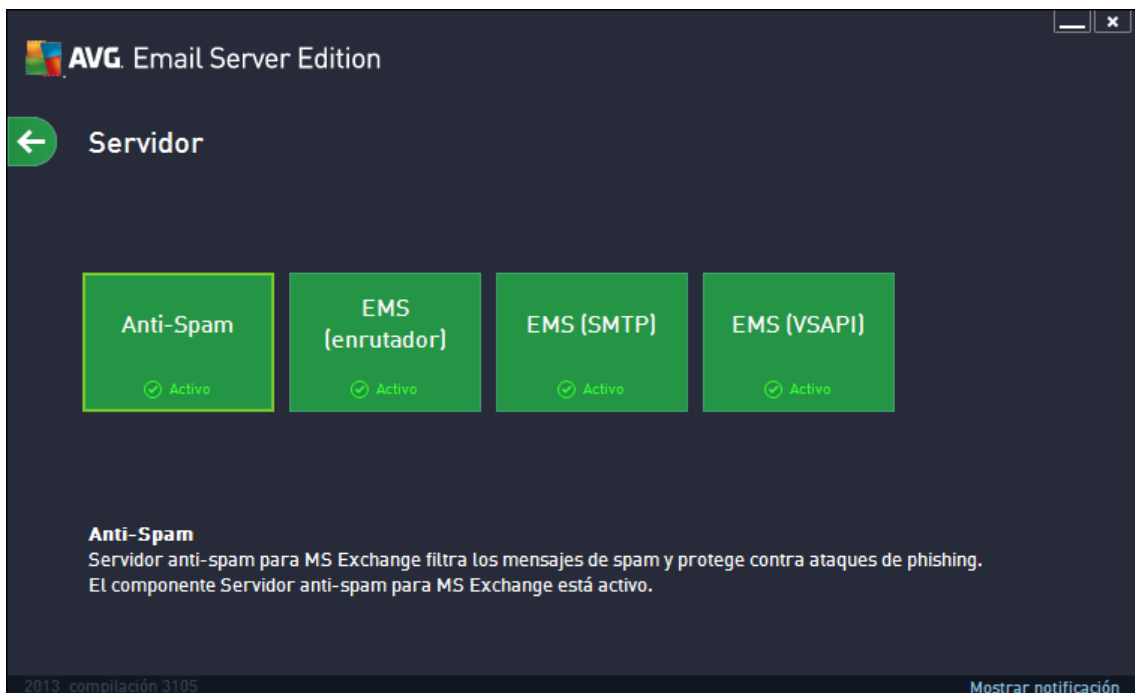 AVG. Email Server Edition
Servidor
Anti-Spam
Activo
EMS
(enrutador)
Activo
EMS (SMTP)
Activo
EMS (VSAPI)
Activo
Anti-Spam
Servidor anti-spam para MS Exchange filtra los mensajes de spam y protege contra ataques de phishing.
El componente Servidor anti-spam para MS Exchange está activo.
2013 compilación 3105
Mostrar notificación